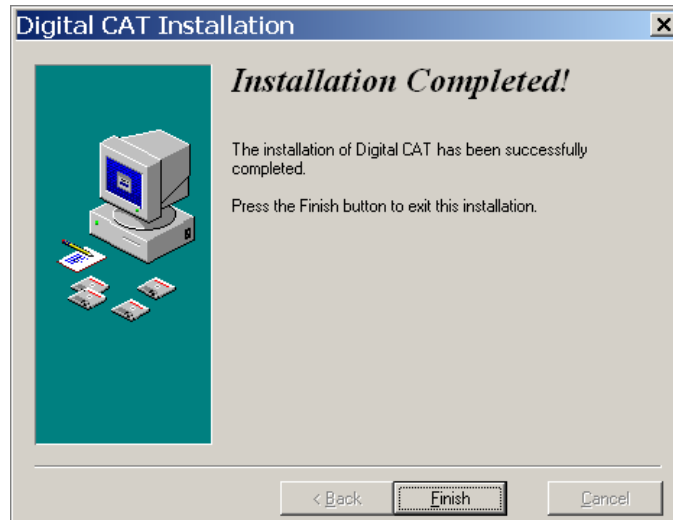 Digital CAT Installation
Installation Completed!
The installation of Digital CAT has been successfully
completed.
Press the Finish button to exit this installation.
< Back
Finish
Cancel